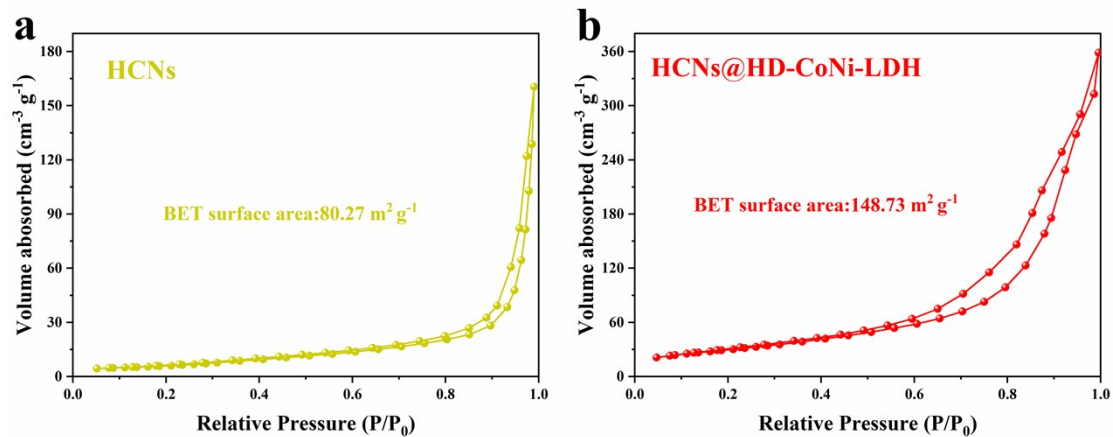 a
HCNs
BET surface area:80.27 m² g⁻¹
Volume aboosrbed (cm⁻³ g⁻¹)
180
150
120
90
60
30
0
0.0
0.2
0.4
0.6
0.8
1.0
Relative Pressure (P/P₀)
b
HCNs@HD-CoNi-LDH
BET surface area:148.73 m² g⁻¹
Volume abosorbed (cm⁻³ g⁻¹)
360
300
240
180
120
60
0
0.0
0.2
0.4
0.6
0.8
1.0
Relative Pressure (P/P₀)